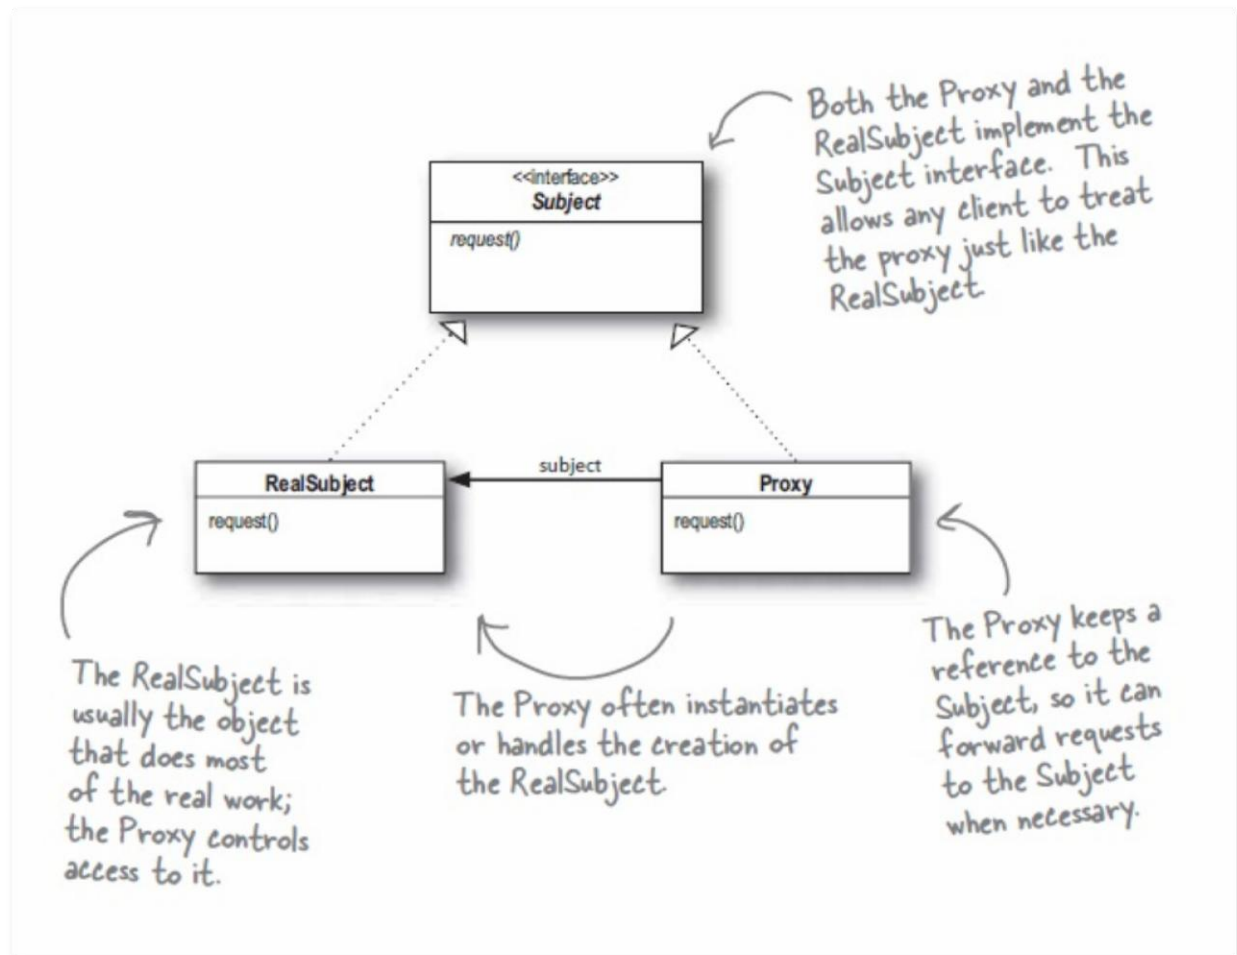 Both the Proxy and the
RealSubject implement the
Subject interface. This
allows any client to treat
the proxy just like the
RealSubject.
<<interface>>
Subject
request()
RealSubject
request()
subject
Proxy
request()
The RealSubject is
usually the object
that does most
of the real work;
the Proxy controls
access to it.
The Proxy often instantiates
or handles the creation of
the RealSubject.
The Proxy keeps a
reference to the
Subject, so it can
forward requests
to the Subject
when necessary.